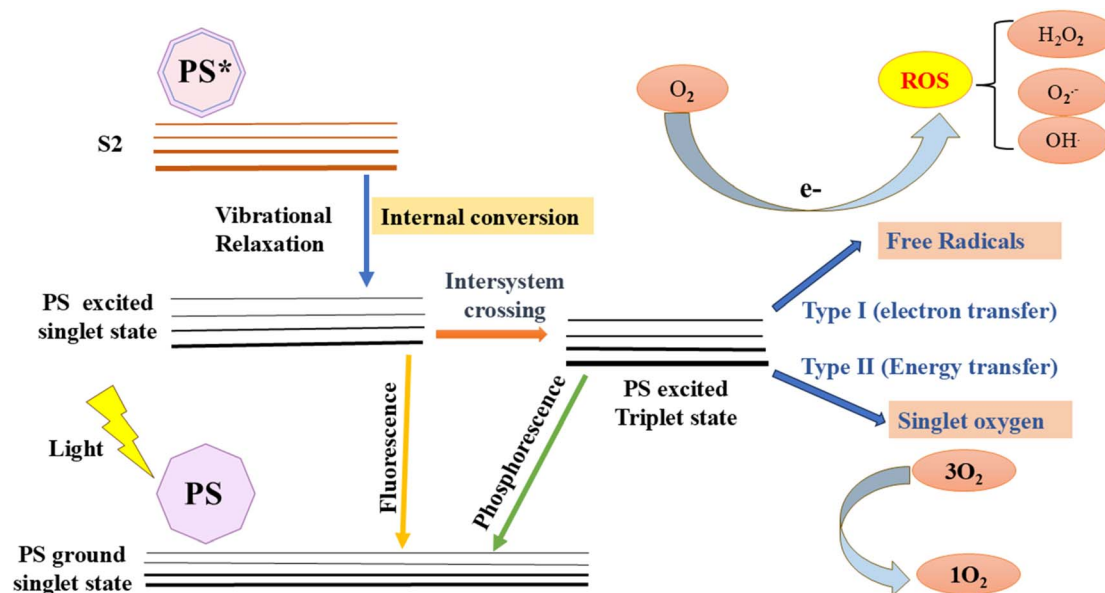 PS*
S2
Vibrational
Relaxation
Internal conversion
PS excited
singlet state
Intersystem
crossing
PS excited
Triplet state
Light
PS
Fluorescence
Phosphorescence
PS ground
singlet state
O₂
e-
ROS
H₂O₂
O₂·-
OH·
Free Radicals
Type I (electron transfer)
Type II (Energy transfer)
Singlet oxygen
3O₂
1O₂